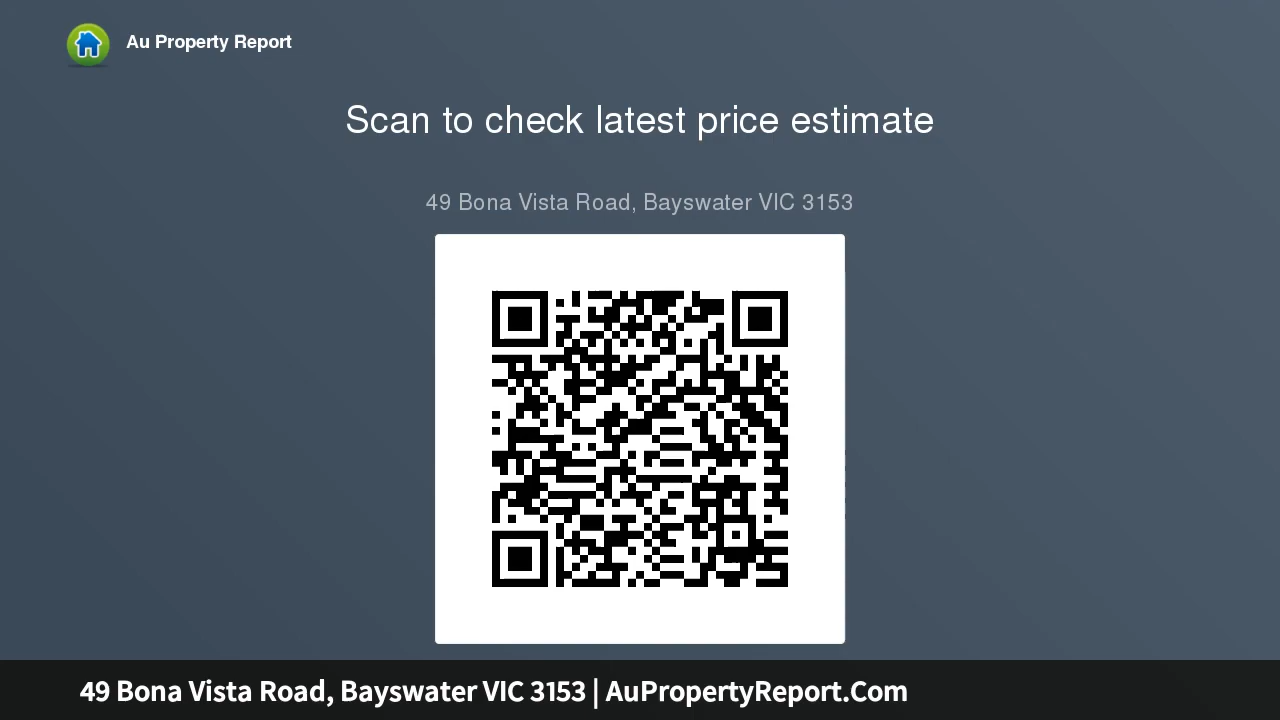 Au Property Report
Scan to check latest price estimate
49 Bona Vista Road, Bayswater VIC 3153
49 Bona Vista Road, Bayswater VIC 3153 | AuPropertyReport.Com